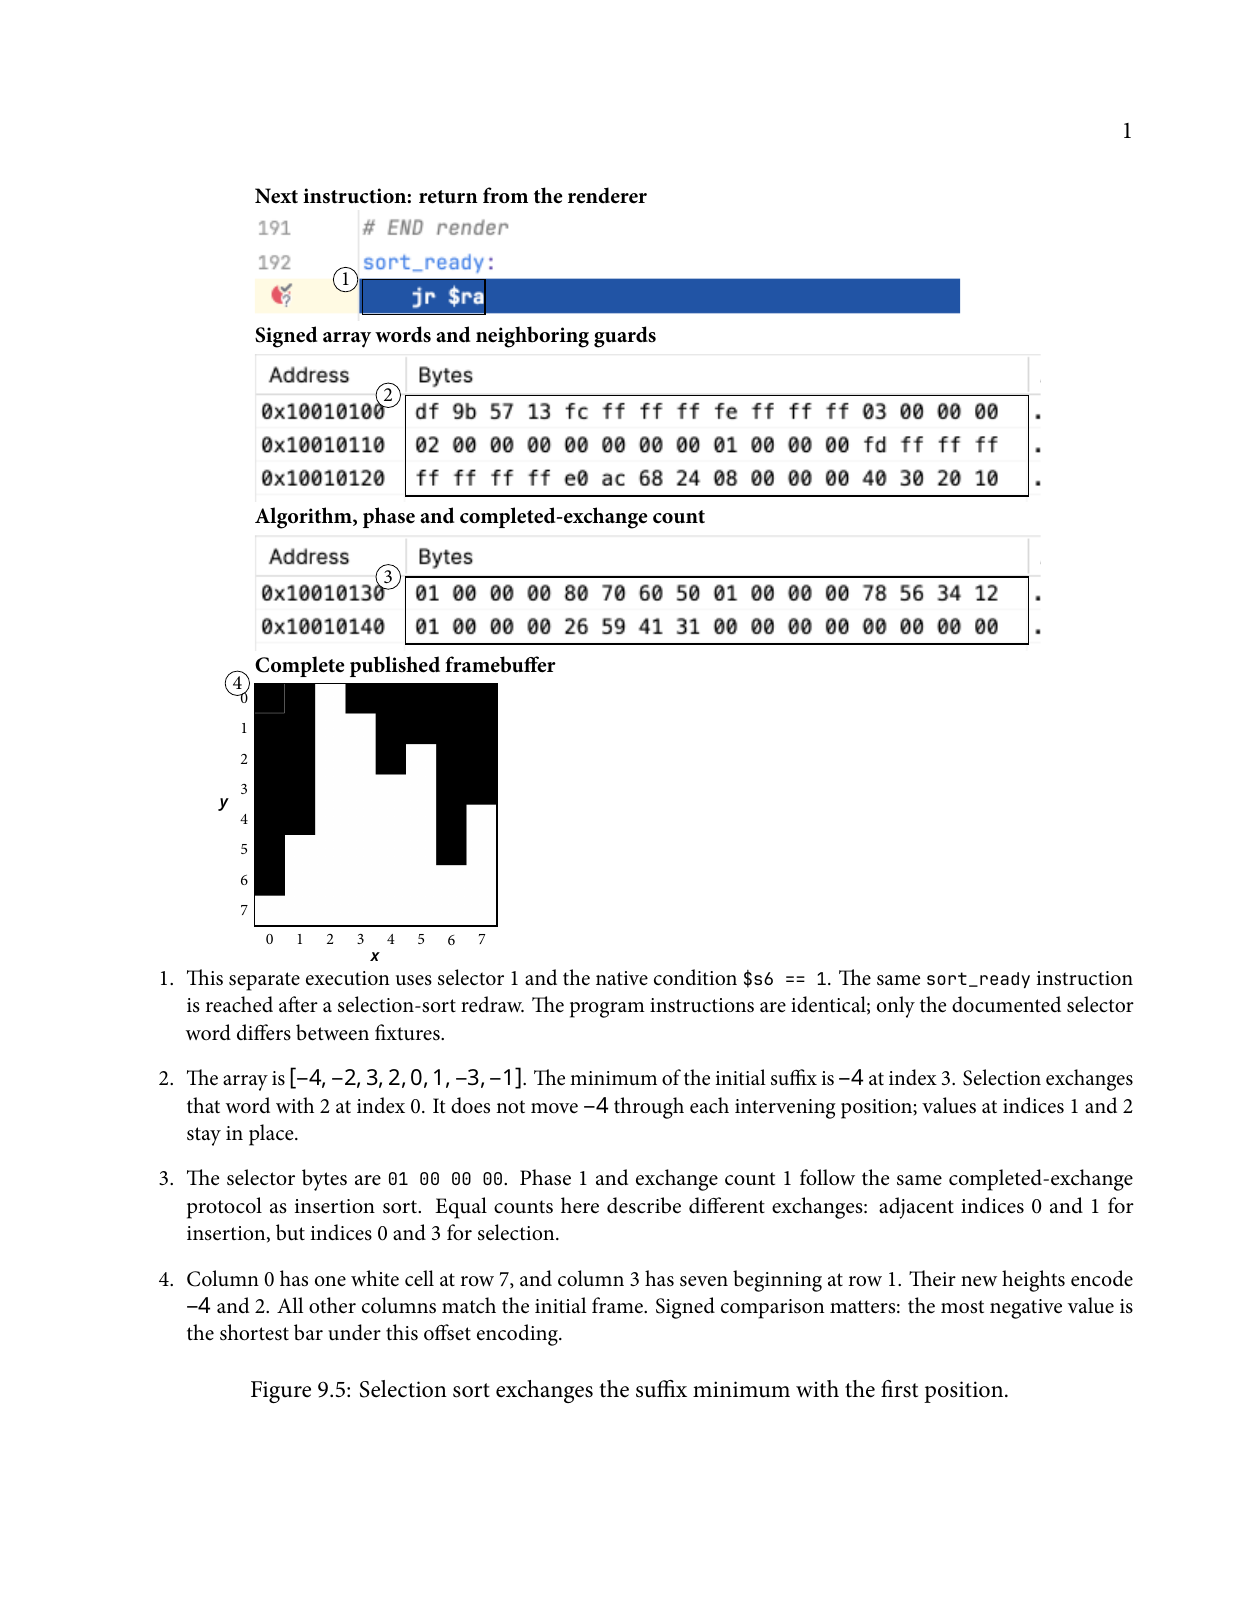 1
Next instruction: return from the renderer
191 # END render
192 sort_ready:
1 jr $ra
Signed array words and neighboring guards
Address Bytes
2
0x10010100 df 9b 57 13 fc ff ff ff fe ff ff ff 03 00 00 00 .
0x10010110 02 00 00 00 00 00 00 00 01 00 00 00 fd ff ff ff .
0x10010120 ff ff ff ff e0 ac 68 24 08 00 00 00 40 30 20 10 .
Algorithm, phase and completed-exchange count
Address Bytes
3
0x10010130 01 00 00 00 80 70 60 50 01 00 00 00 78 56 34 12 .
0x10010140 01 00 00 00 26 59 41 31 00 00 00 00 00 00 00 00 .
Complete published framebuffer
4
0
1
2
3
y
4
5
6
7
0 1 2 3 4 5 6 7
x
1. This separate execution uses selector 1 and the native condition $s6 == 1. The same sort_ready instruction
is reached after a selection-sort redraw. The program instructions are identical; only the documented selector
word differs between fixtures.
2. The array is [−4, −2, 3, 2, 0, 1, −3, −1]. The minimum of the initial suffix is −4 at index 3. Selection exchanges
that word with 2 at index 0. It does not move −4 through each intervening position; values at indices 1 and 2
stay in place.
3. The selector bytes are 01 00 00 00. Phase 1 and exchange count 1 follow the same completed-exchange
protocol as insertion sort. Equal counts here describe different exchanges: adjacent indices 0 and 1 for
insertion, but indices 0 and 3 for selection.
4. Column 0 has one white cell at row 7, and column 3 has seven beginning at row 1. Their new heights encode
−4 and 2. All other columns match the initial frame. Signed comparison matters: the most negative value is
the shortest bar under this offset encoding.
Figure 9.5: Selection sort exchanges the suffix minimum with the first position.